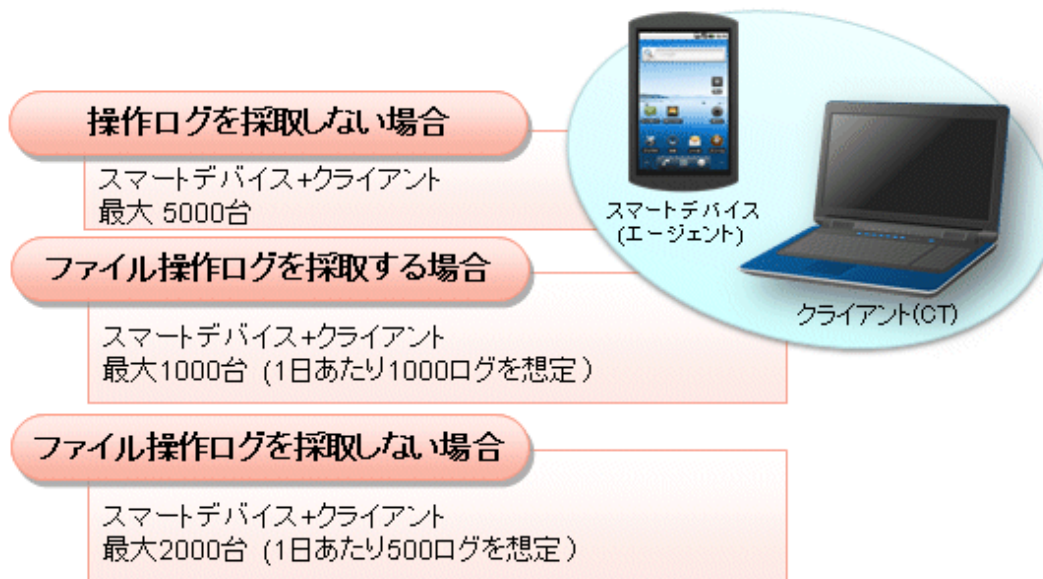 操作ログを採取しない場合
スマートデバイス+クライアント
最大 5000台
スマートデバイス
(エージェント)
クライアント(CT)
ファイル操作ログを採取する場合
スマートデバイス+クライアント
最大1000台 (1日あたり1000ログを想定)
ファイル操作ログを採取しない場合
スマートデバイス+クライアント
最大2000台 (1日あたり500ログを想定)